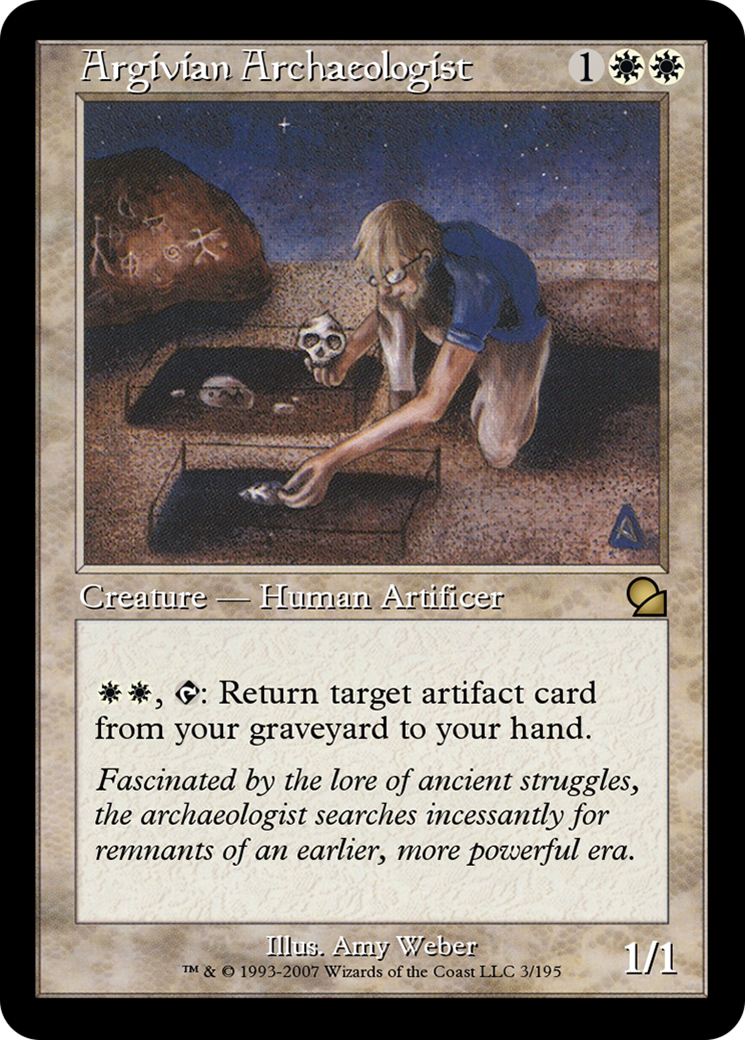 Argivian Archaeologist 1
Creature — Human Artificer
, : Return target artifact card
from your graveyard to your hand.
Fascinated by the lore of ancient struggles,
the archaeologist searches incessantly for
remnants of an earlier, more powerful era.
Illus. Amy Weber
™ & © 1993-2007 Wizards of the Coast LLC 3/195
1/1